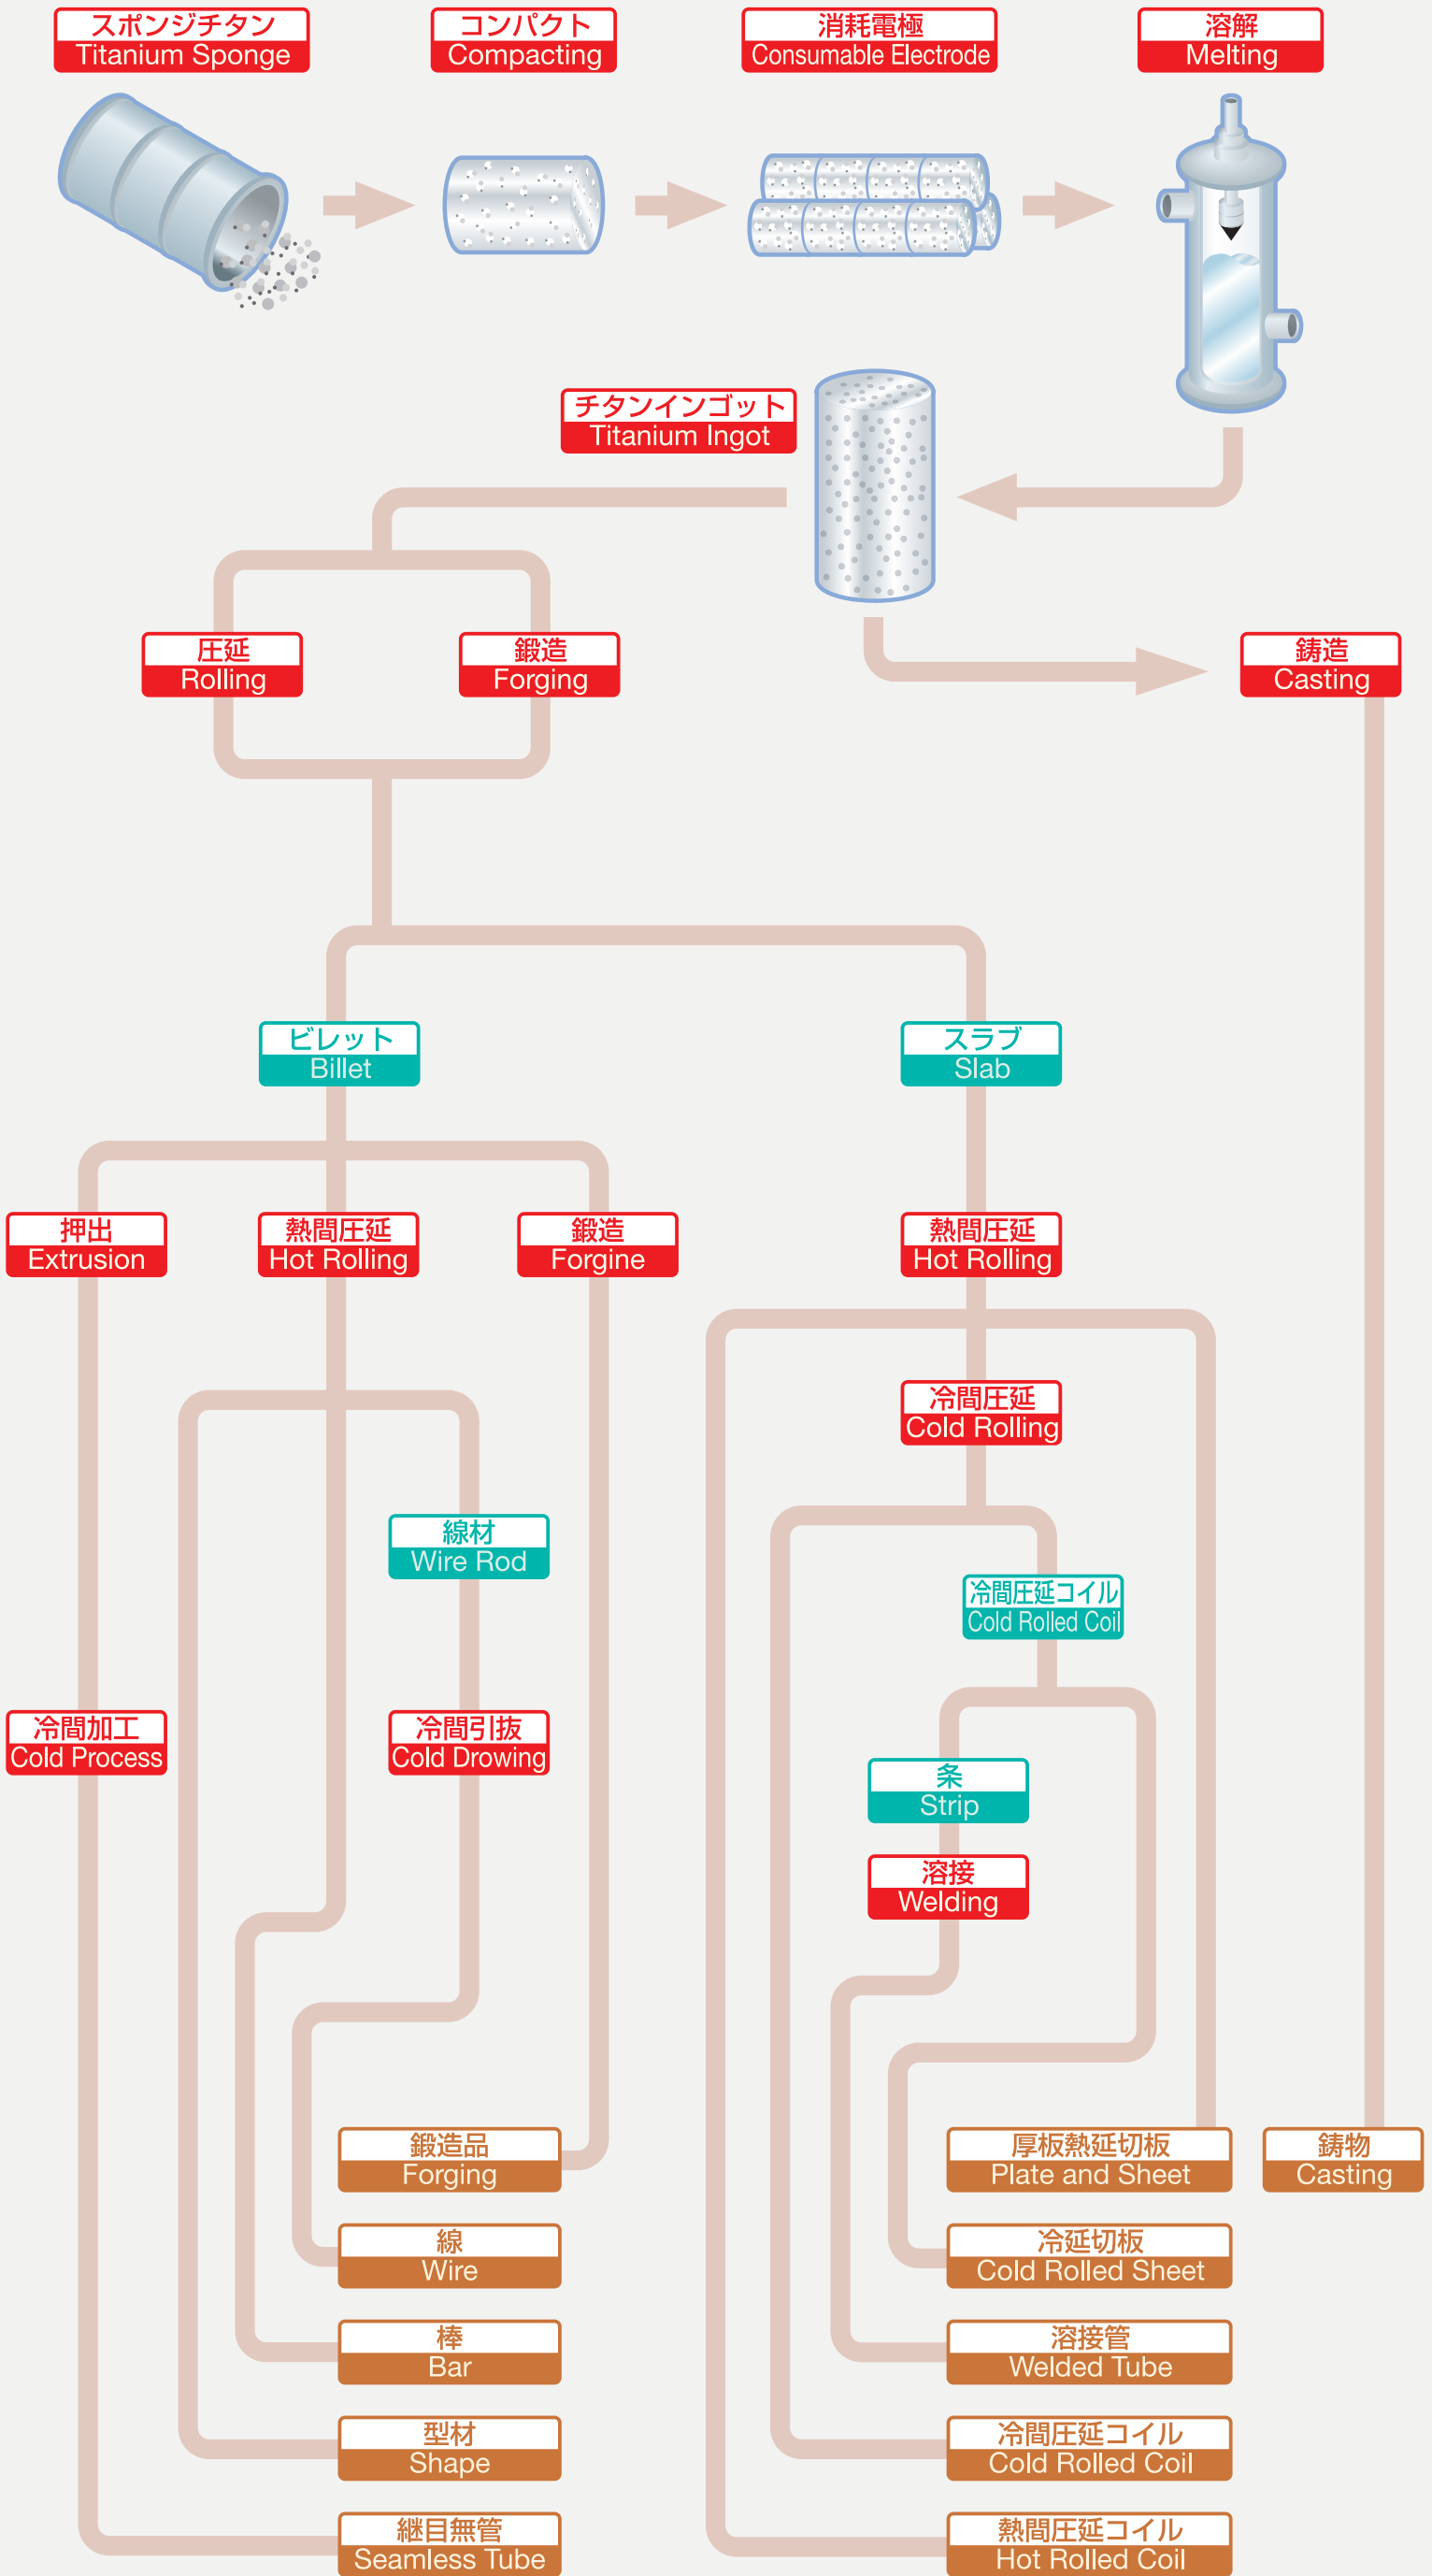 スポンジチタン
Titanium Sponge
コンパクト
Compacting
消耗電極
Consumable Electrode
溶解
Melting
チタンインゴット
Titanium Ingot
圧延
Rolling
鍛造
Forging
鋳造
Casting
ビレット
Billet
スラブ
Slab
押出
Extrusion
熱間圧延
Hot Rolling
鍛造
Forgine
熱間圧延
Hot Rolling
冷間圧延
Cold Rolling
線材
Wire Rod
冷間圧延コイル
Cold Rolled Coil
冷間加工
Cold Process
冷間引抜
Cold Drowing
条
Strip
溶接
Welding
鍛造品
Forging
厚板熱延切板
Plate and Sheet
鋳物
Casting
線
Wire
冷延切板
Cold Rolled Sheet
棒
Bar
溶接管
Welded Tube
型材
Shape
冷間圧延コイル
Cold Rolled Coil
継目無管
Seamless Tube
熱間圧延コイル
Hot Rolled Coil